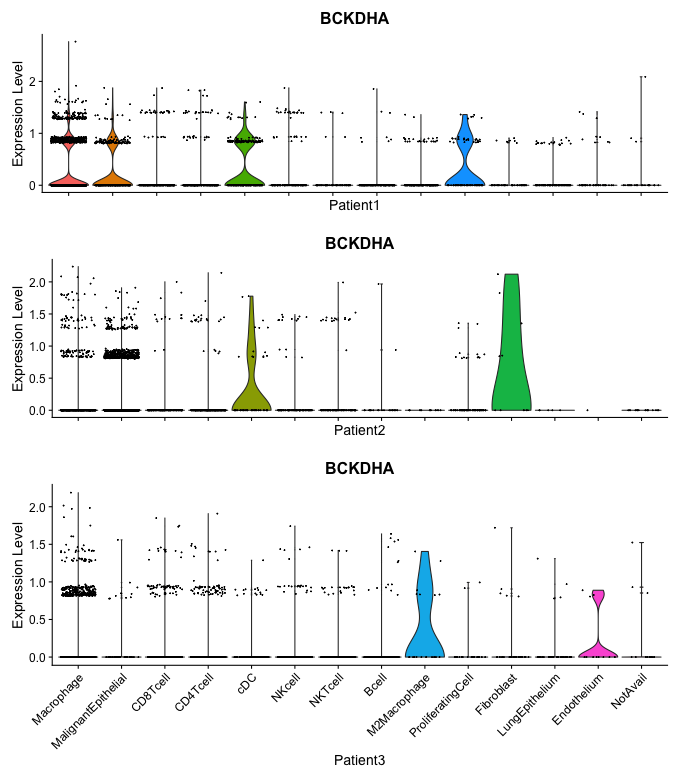 BCKDHA
Expression Level
2
1
0
Patient1
BCKDHA
Expression Level
2.0
1.5
1.0
0.5
0.0
Patient2
BCKDHA
Expression Level
2.0
1.5
1.0
0.5
0.0
Macrophage
MalignantEpithelial
CD8Tcell
CD4Tcell
cDC
NKcell
NKTcell
Bcell
M2Macrophage
ProliferatingCell
Fibroblast
LungEpithelium
Endothelium
NotAvail
Patient3